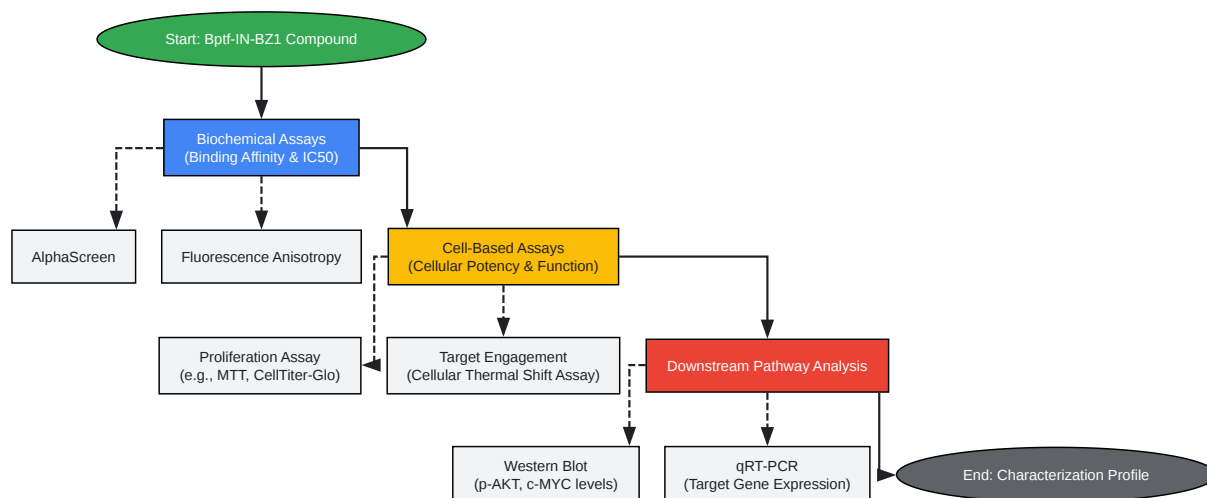 Start: Bptf-IN-BZ1 Compound
Biochemical Assays
(Binding Affinity & IC50)
AlphaScreen
Fluorescence Anisotropy
Cell-Based Assays
(Cellular Potency & Function)
Proliferation Assay
(e.g., MTT, CellTiter-Glo)
Target Engagement
(Cellular Thermal Shift Assay)
Downstream Pathway Analysis
Western Blot
(p-AKT, c-MYC levels)
qRT-PCR
(Target Gene Expression)
End: Characterization Profile